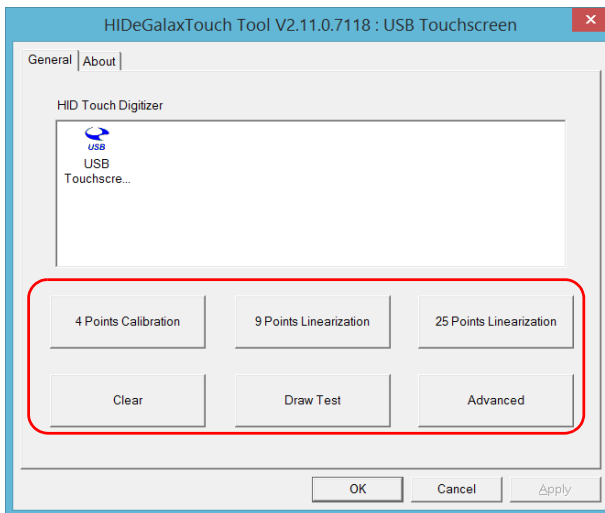 HIDeGalaxTouch Tool V2.11.0.7118 : USB Touchscreen
General About
HID Touch Digitizer
USB
USB
Touchscre...
4 Points Calibration 9 Points Linearization 25 Points Linearization
Clear Draw Test Advanced
OK Cancel Apply